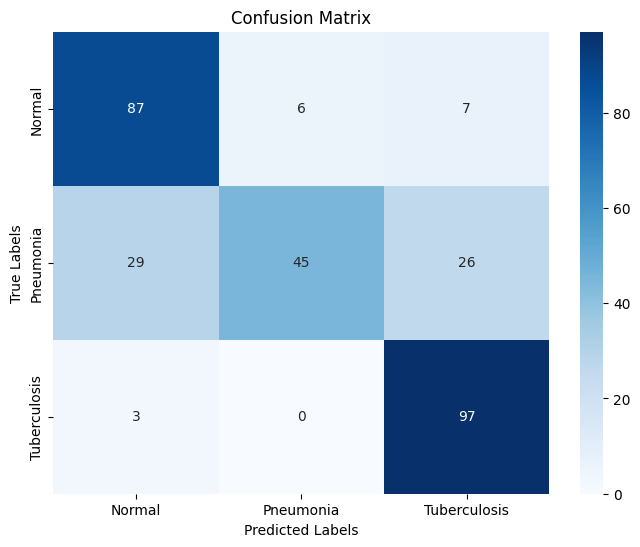 Confusion Matrix
True Labels
Normal
87
6
7
Pneumonia
29
45
26
Tuberculosis
3
0
97
Normal
Pneumonia
Tuberculosis
Predicted Labels
80
60
40
20
0